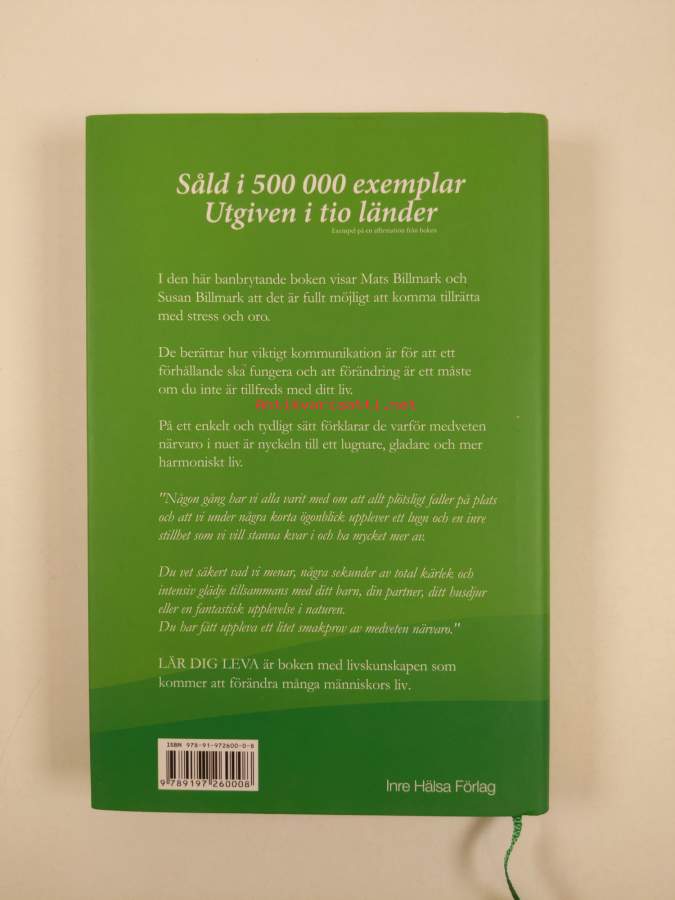 Såld i 500 000 exemplar
Utgiven i tio länder
Exempel på en affirmation från boken
I den här banbrytande boken visar Mats Billmark och
Susan Billmark att det är fullt möjligt att komma tillrätta
med stress och oro.
De berättar hur viktigt kommunikation är för att ett
förhållande ska fungera och att förändring är ett måste
om du inte är tillfreds med ditt liv.
Antikvariaatti.net
På ett enkelt och tydligt sätt förklarar de varför medveten
närvaro i nuet är nyckeln till ett lugnare, gladare och mer
harmoniskt liv.
"Någon gång har vi alla varit med om att allt plötsligt faller på plats
och att vi under några korta ögonblick upplever ett lugn och en inre
stillhet som vi vill stanna kvar i och ha mycket mer av.
Du vet säkert vad vi menar, några sekunder av total kärlek och
intensiv glädje tillsammans med ditt barn, din partner, ditt husdjur
eller en fantastisk upplevelse i naturen.
Du har fått uppleva ett litet smakprov av medveten närvaro."
LÄR DIG LEVA är boken med livskunskapen som
kommer att förändra många människors liv.
ISBN 978-91-972600-0-8
9 789197 260008
Inre Hälsa Förlag